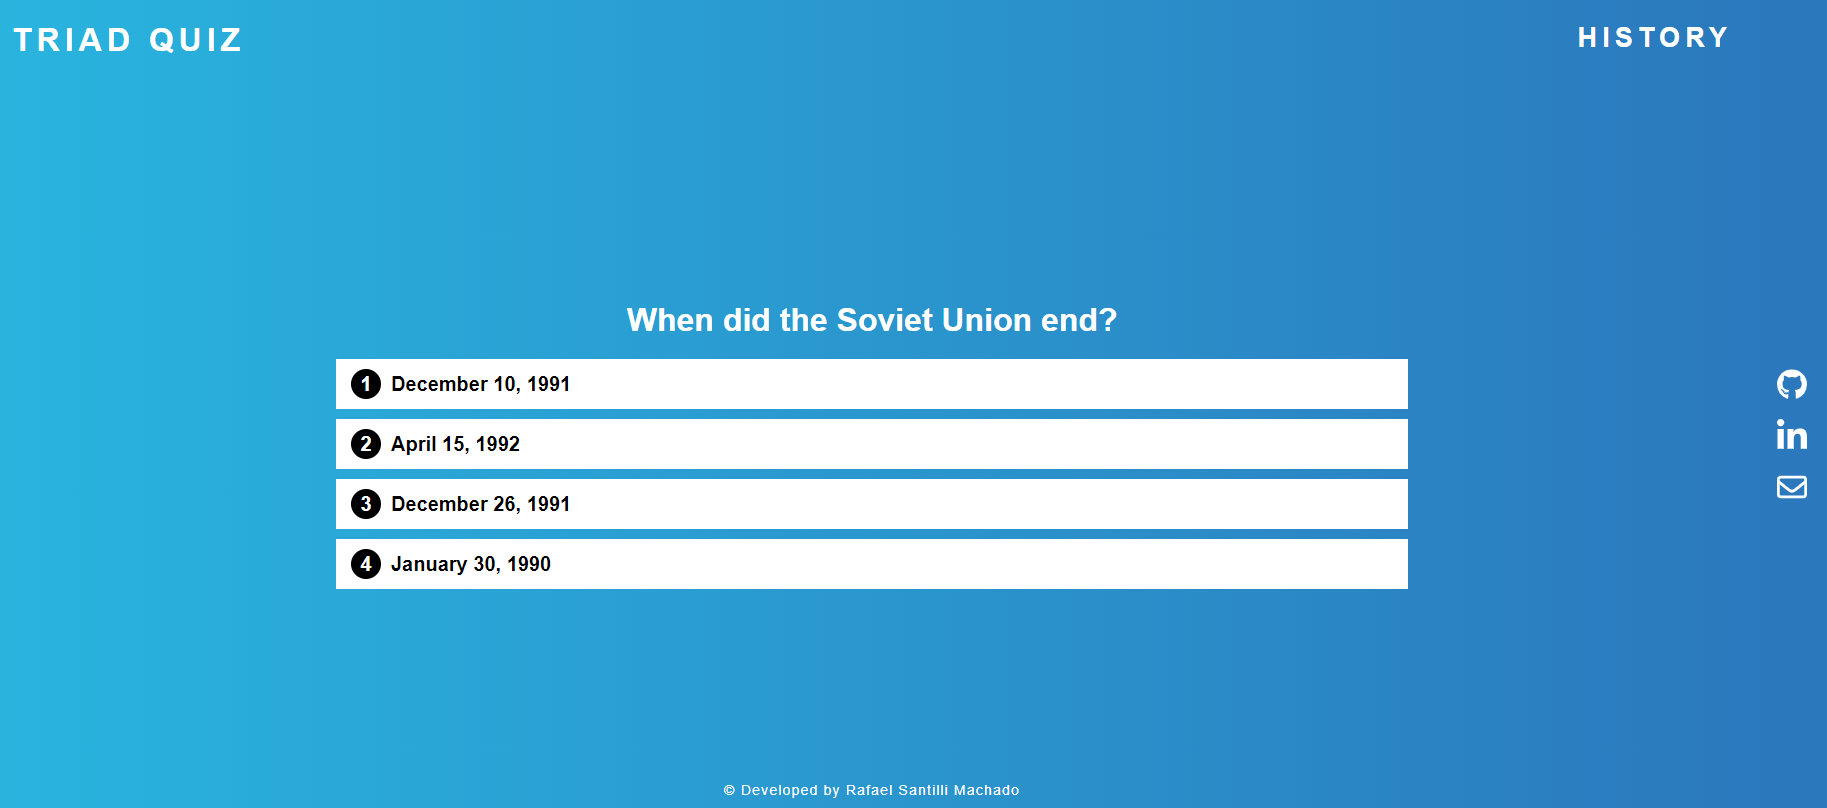 TRIAD QUIZ
HISTORY
When did the Soviet Union end?
1 December 10, 1991
2 April 15, 1992
3 December 26, 1991
4 January 30, 1990
© Developed by Rafael Santilli Machado